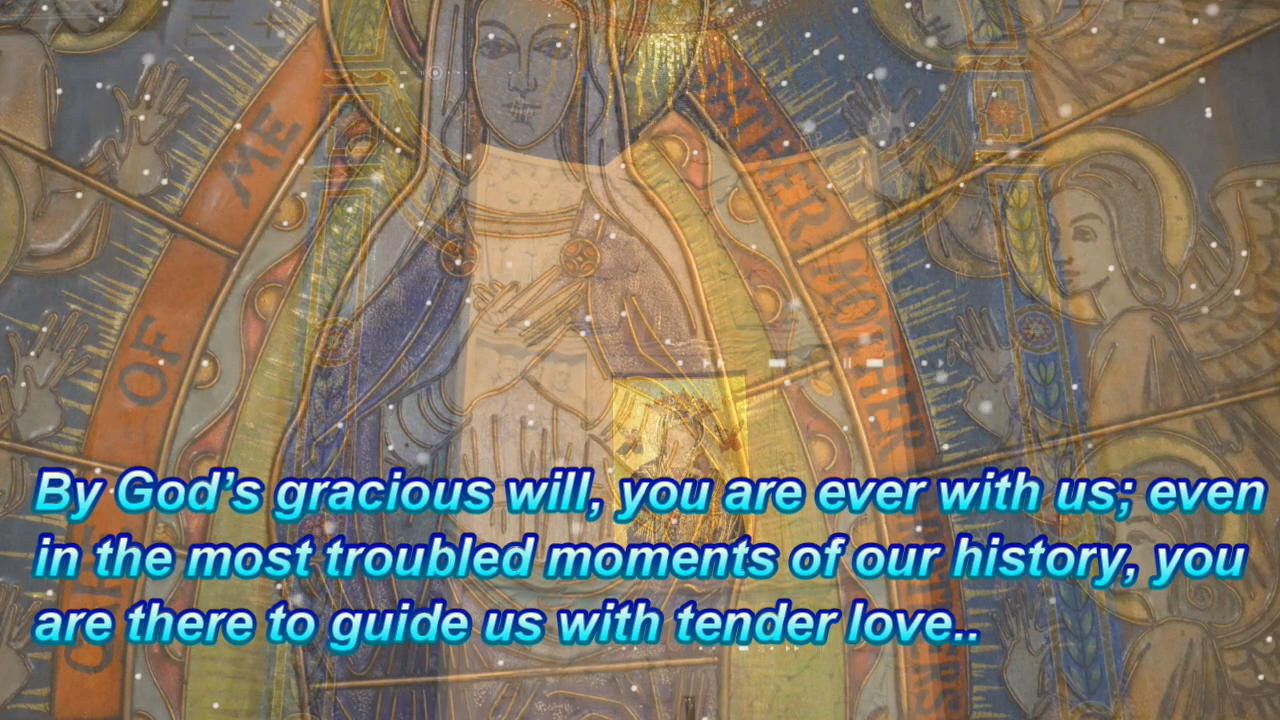 By God’s gracious will, you are ever with us; even
in the most troubled moments of our history, you
are there to guide us with tender love..
OF ME
MOTHER